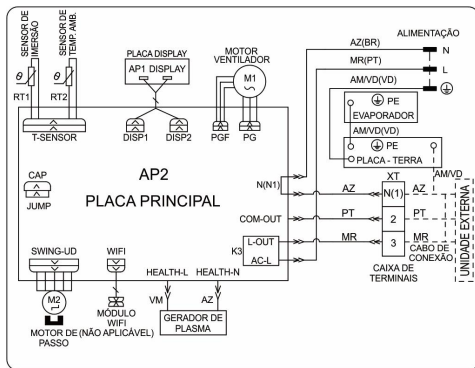 SENSOR DE
IMERSÃO
SENSOR DE
TEMP. AMB.
PLACA DISPLAY
AP1 DISPLAY
MOTOR
VENTILADOR
M1
AZ(BR)
ALIMENTAÇÃO
N
MR(PT)
L
AM/VD(VD)
PE
EVAPORADOR
AM/VD(VD)
PE
PLACA - TERRA
AM/VD
θ
RT1
θ
RT2
T-SENSOR
DISP1
DISP2
PGF
PG
AP2
PLACA PRINCIPAL
CAP
JUMP
N(N1)
COM-OUT
K3
L-OUT
AC-L
XT
AZ
N(1)
AZ
PT
2
PT
MR
3
MR
CABO DE
CONEXÃO
CAIXA DE
TERMINAIS
UNIDADE EXTERNA
SWING-UD
WIFI
HEALTH-L
HEALTH-N
M2
MOTOR DE
PASSO
MÓDULO
WIFI
(NÃO APLICÁVEL)
VM
AZ
GERADOR DE
PLASMA